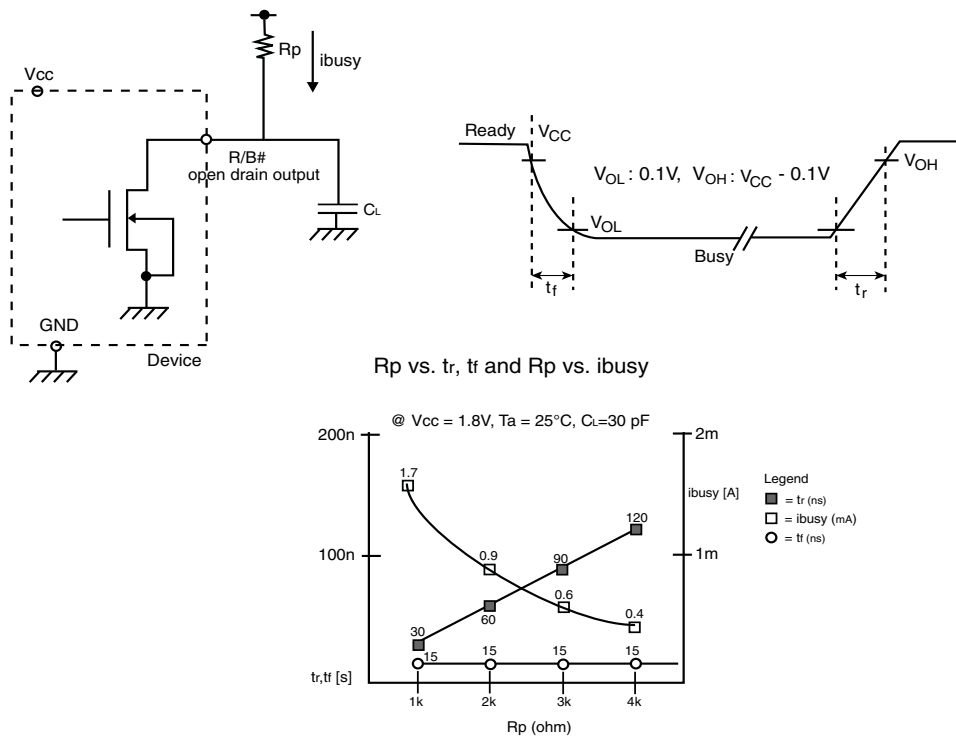 Rp
ibusy
Vcc
R/B#
open drain output
CL
GND
Device
Ready
VCC
VOL : 0.1V, VOH : VCC - 0.1V
VOH
VOL
Busy
tf
tr
Rp vs. tr, tf and Rp vs. ibusy
@ Vcc = 1.8V, Ta = 25°C, CL=30 pF
200n
2m
1.7
ibusy [A]
Legend
= tr (ns)
= ibusy (mA)
= tf (ns)
120
100n
0.9
90
1m
60
0.6
0.4
30
15
15
15
15
tr,tf [s]
1k
2k
3k
4k
Rp (ohm)